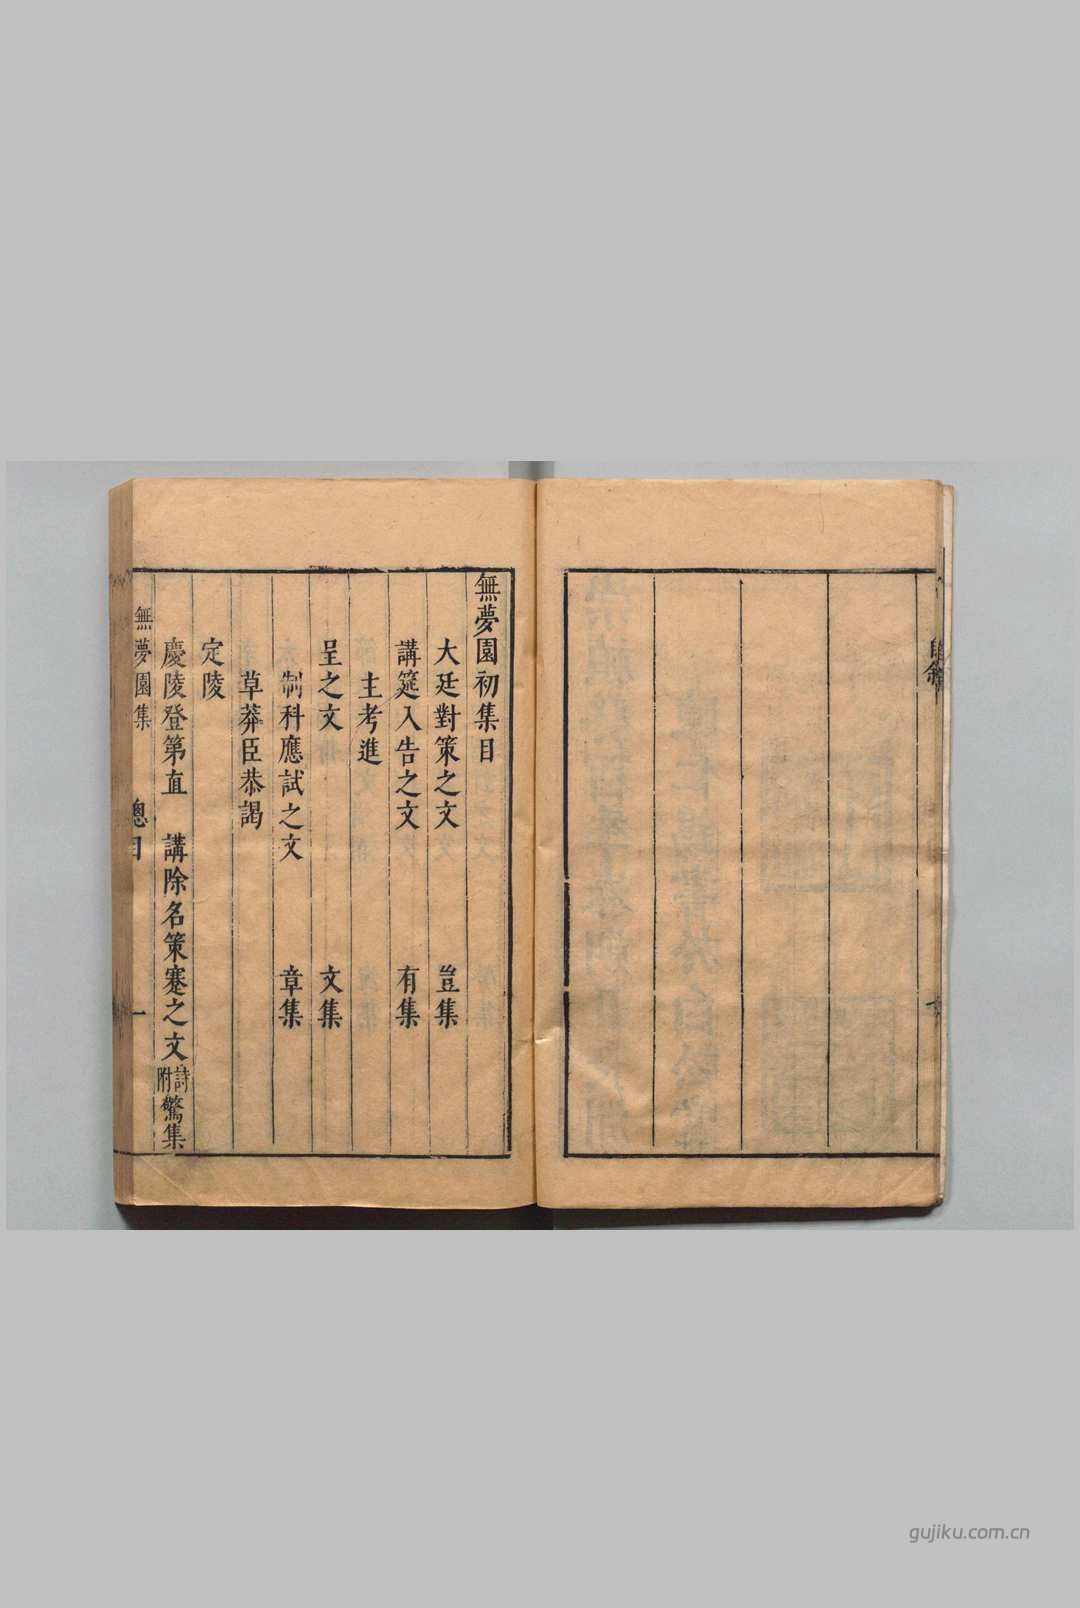 無夢園初集目
大廷對策之文　豈集
講筵入告之文　有集
主考進
呈之文　文集
制科應試之文　章集
草莽臣恭謁
定陵
慶陵登第直　講除名策蹇之文 詩附 驚集
無夢園集　總目　一
gujiku.com.cn